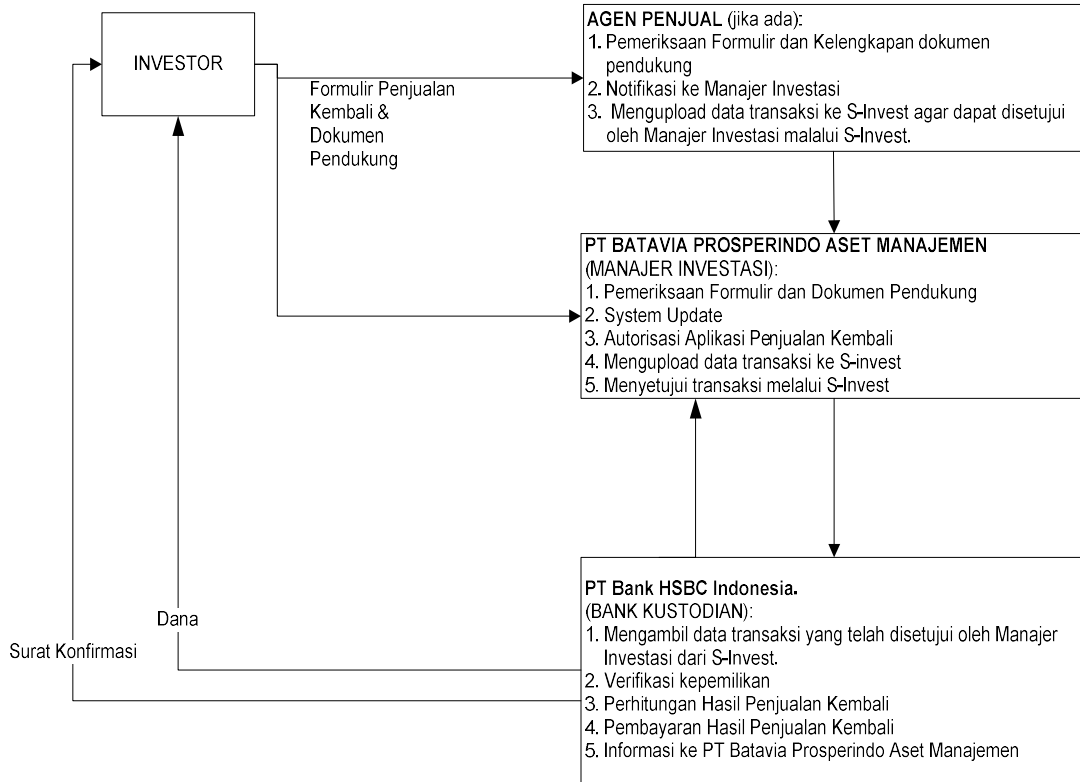 INVESTOR
Formulir Penjualan
Kembali &
Dokumen
Pendukung
AGEN PENJUAL (jika ada):
1. Pemeriksaan Formulir dan Kelengkapan dokumen
pendukung
2. Notifikasi ke Manajer Investasi
3. Mengupload data transaksi ke S-Invest agar dapat disetujui
oleh Manajer Investasi malalui S-Invest.
PT BATAVIA PROSPERINDO ASET MANAJEMEN
(MANAJER INVESTASI):
1. Pemeriksaan Formulir dan Dokumen Pendukung
2. System Update
3. Autorisasi Aplikasi Penjualan Kembali
4. Mengupload data transaksi ke S-invest
5. Menyetujui transaksi melalui S-Invest
PT Bank HSBC Indonesia.
(BANK KUSTODIAN):
1. Mengambil data transaksi yang telah disetujui oleh Manajer
Investasi dari S-Invest.
2. Verifikasi kepemilikan
3. Perhitungan Hasil Penjualan Kembali
4. Pembayaran Hasil Penjualan Kembali
5. Informasi ke PT Batavia Prosperindo Aset Manajemen
Dana
Surat Konfirmasi